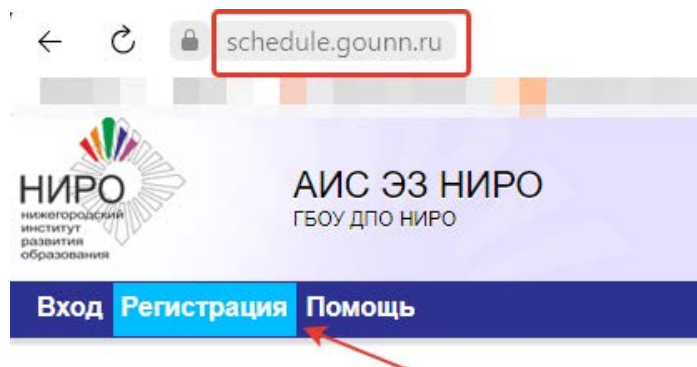 schedule.gounn.ru
НИРО
нижегородский
институт
развития
образования
АИС ЭЗ НИРО
ГБОУ ДПО НИРО
Вход Регистрация Помощь